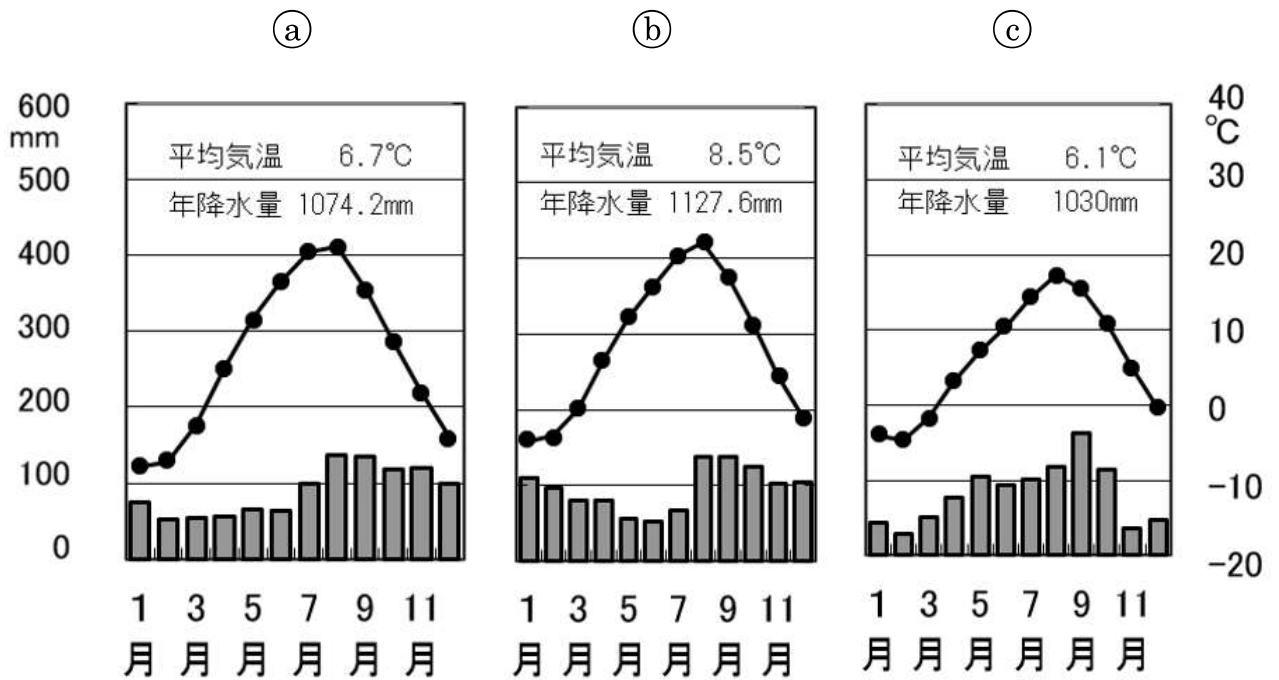 ⓐ ⓑ ⓒ
600
mm
500
400
300
200
100
0
平均気温 6.7℃
年降水量 1074.2mm
平均気温 8.5℃
年降水量 1127.6mm
平均気温 6.1℃
年降水量 1030mm
40
℃
30
20
10
0
-10
-20
1 3 5 7 9 11
月 月 月 月 月 月
1 3 5 7 9 11
月 月 月 月 月 月
1 3 5 7 9 11
月 月 月 月 月 月